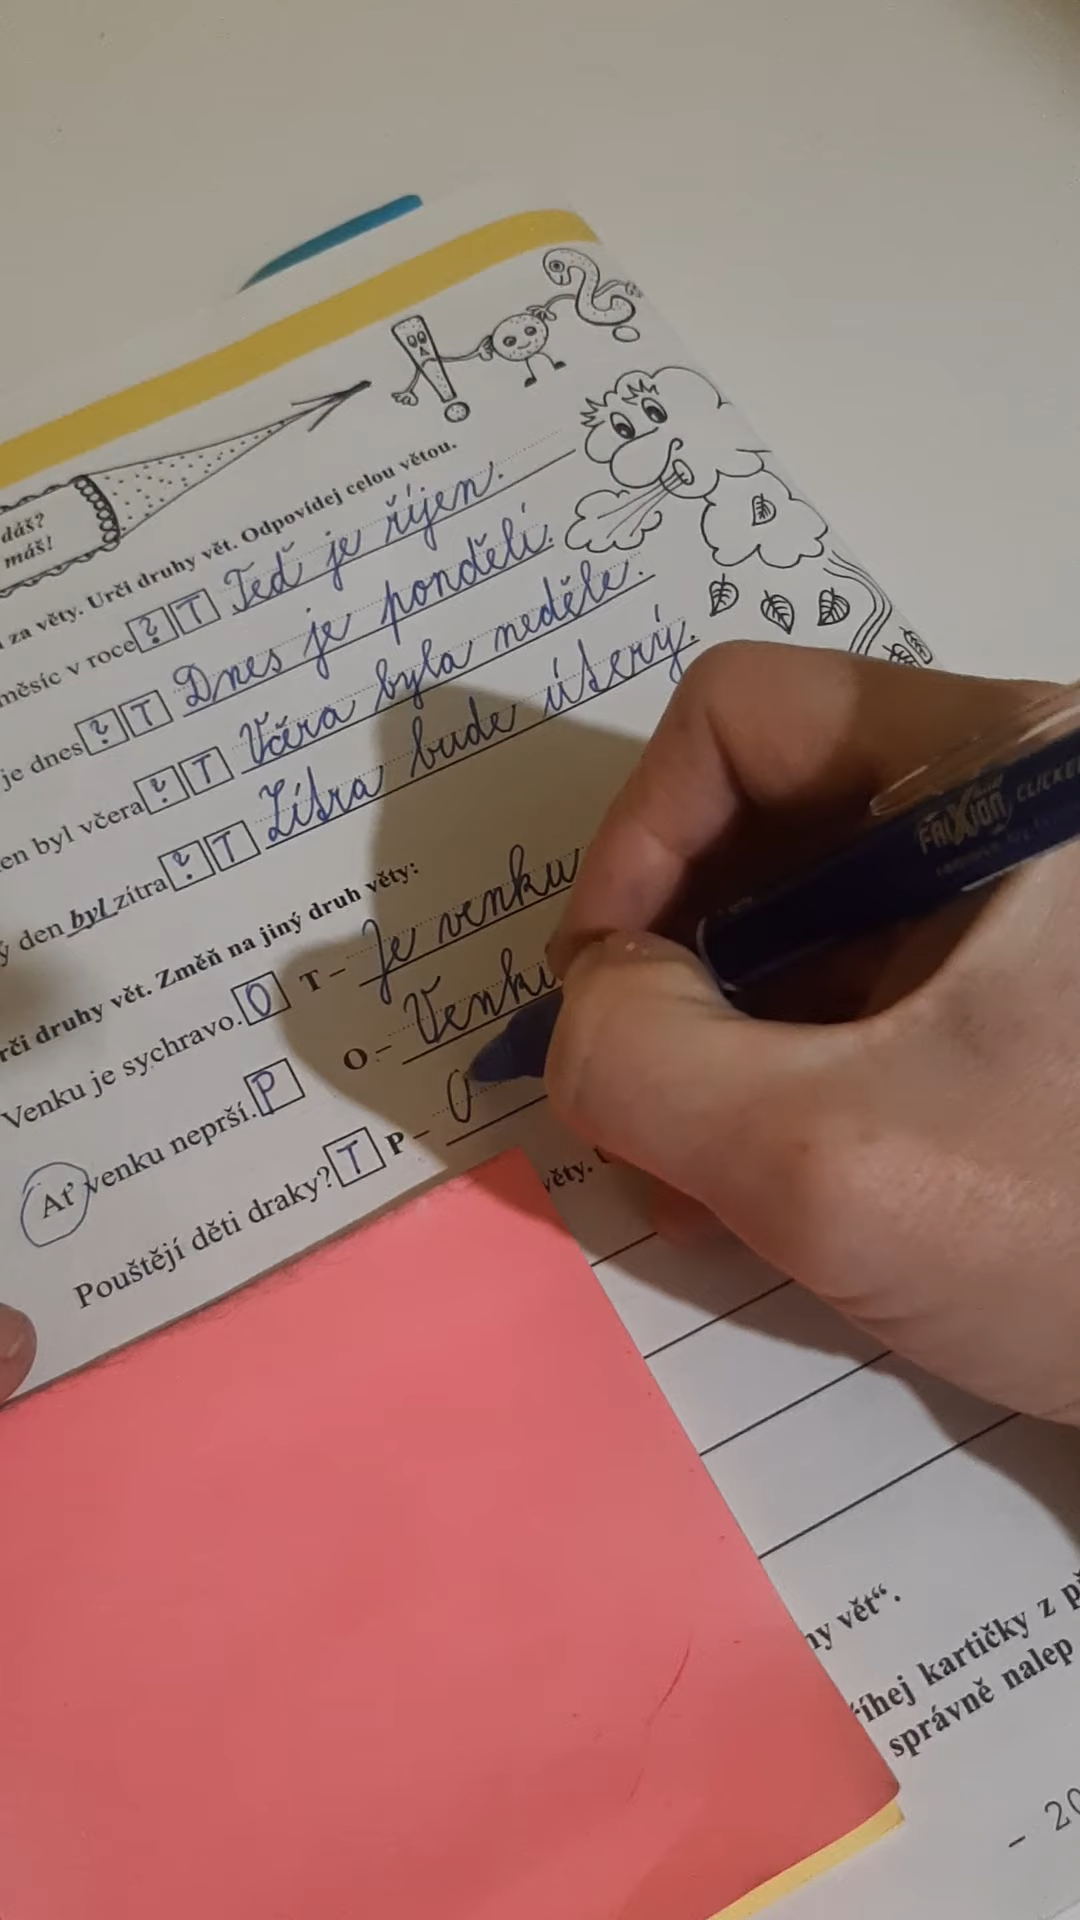 dáš?
máš!
za věty. Urči druhy vět. Odpovídej celou větou.
měsíc v roce ? T Teď je říjen.
je dnes ? T Dnes je pondělí.
en byl včera ? T Včera byla neděle.
ý den byl zítra ? T Zítra bude úterý.
rči druhy vět. Změň na jiný druh věty:
Venku je sychravo. O T – Je venku
Ať venku neprší. P O – Venku
Pouštějí děti draky? T P –
věty.
ny vět“.
říhej kartičky z
správně nalep
– 20
FRIXION CLICKER